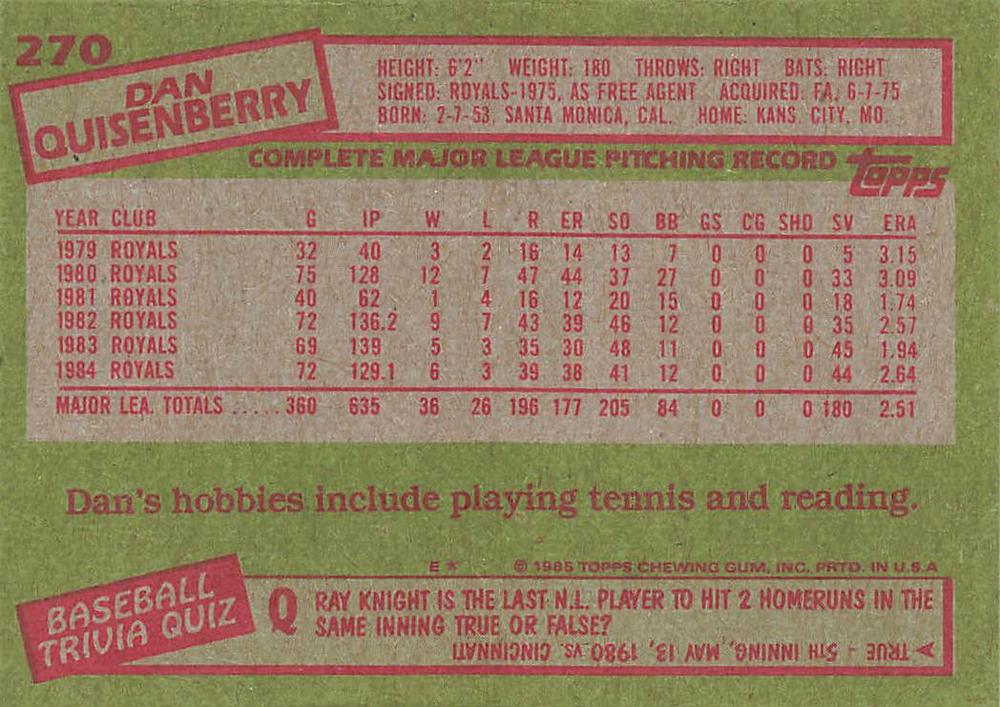 270
DAN
QUISENBERRY
HEIGHT: 6'2" WEIGHT: 180 THROWS: RIGHT BATS: RIGHT
SIGNED: ROYALS-1975, AS FREE AGENT ACQUIRED: FA, 6-7-75
BORN: 2-7-53, SANTA MONICA, CAL. HOME: KANS. CITY, MO.
COMPLETE MAJOR LEAGUE PITCHING RECORD
Topps
YEAR CLUB G IP W L R ER SO BB GS CG SHO SV ERA
1979 ROYALS 32 40 3 2 16 14 13 7 0 0 0 5 3.15
1980 ROYALS 75 128 12 7 47 44 37 27 0 0 0 33 3.09
1981 ROYALS 40 62 1 4 16 12 20 15 0 0 0 18 1.74
1982 ROYALS 72 136.2 9 7 43 39 46 12 0 0 0 35 2.57
1983 ROYALS 69 139 5 3 35 30 48 11 0 0 0 45 1.94
1984 ROYALS 72 129.1 6 3 39 38 41 12 0 0 0 44 2.64
MAJOR LEA. TOTALS ..... 360 635 36 26 196 177 205 84 0 0 0 180 2.51
Dan's hobbies include playing tennis and reading.
E* © 1985 TOPPS CHEWING GUM, INC. PRTD. IN U.S.A
BASEBALL
TRIVIA QUIZ
Q RAY KNIGHT IS THE LAST N.L. PLAYER TO HIT 2 HOMERUNS IN THE
SAME INNING TRUE OR FALSE?
TRUE - 5TH INNING, MAY 13, 1980 vs. CINCINNATI